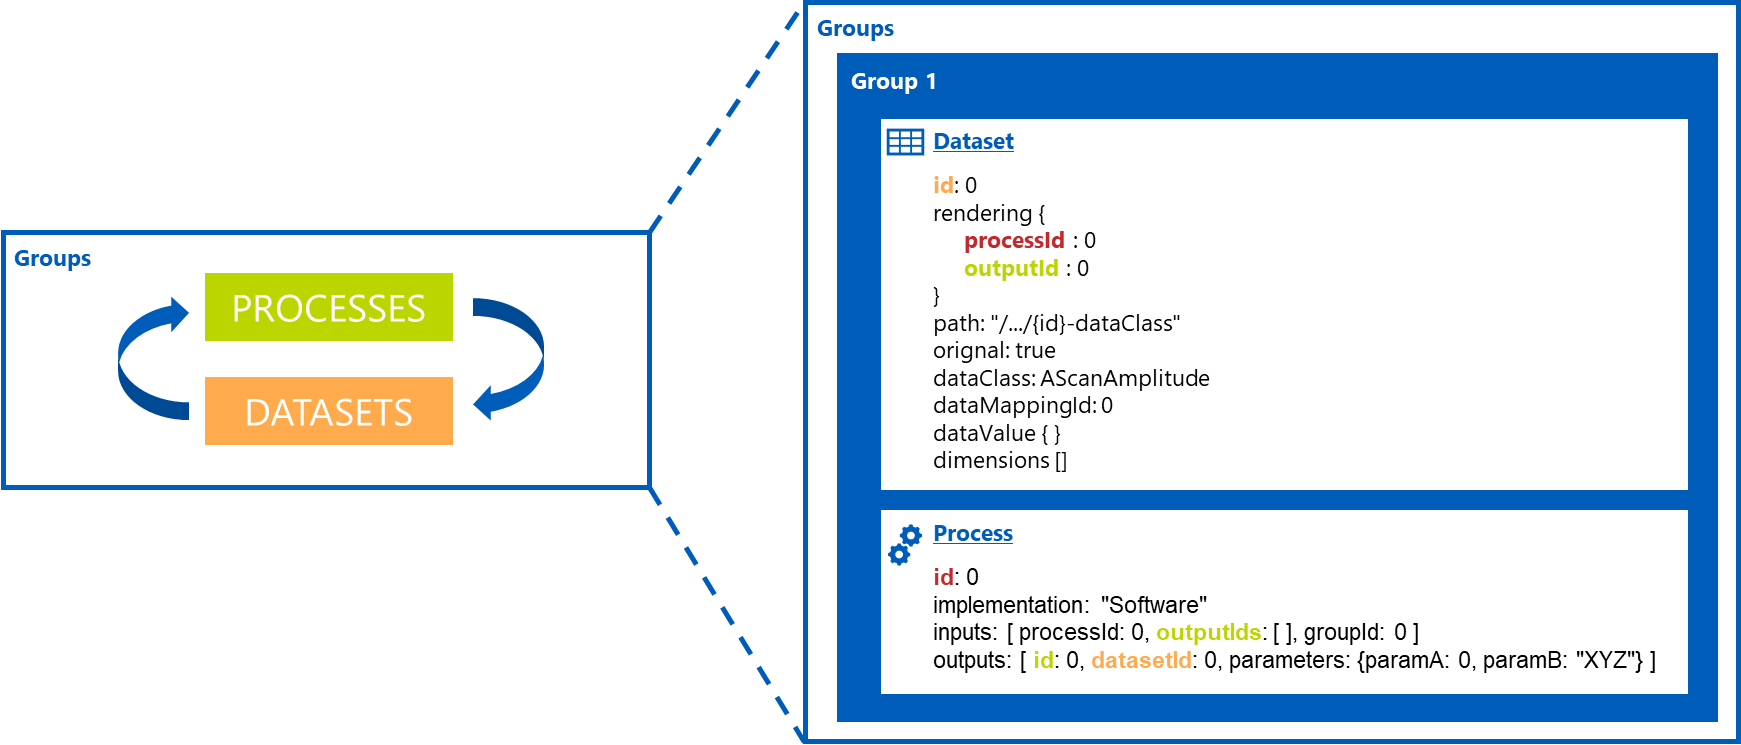 Groups
PROCESSES
DATASETS
Groups
Group 1
Dataset
id: 0
rendering {
processId : 0
outputId : 0
}
path: "/.../{id}-dataClass"
orignal: true
dataClass: AScanAmplitude
dataMappingId: 0
dataValue { }
dimensions []
Process
id: 0
implementation: "Software"
inputs: [ processId: 0, outputIds: [ ], groupId: 0 ]
outputs: [ id: 0, datasetId: 0, parameters: {paramA: 0, paramB: "XYZ"} ]